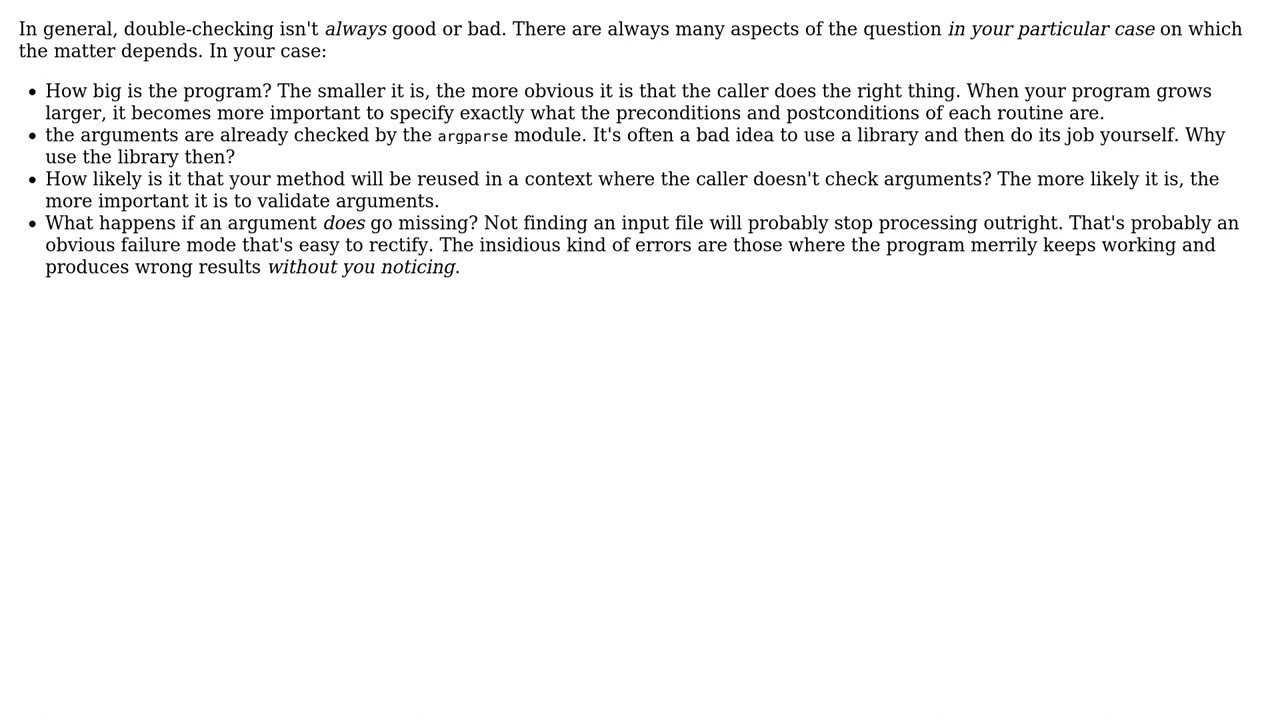 In general, double-checking isn't always good or bad. There are always many aspects of the question in your particular case on which
the matter depends. In your case:
• How big is the program? The smaller it is, the more obvious it is that the caller does the right thing. When your program grows
larger, it becomes more important to specify exactly what the preconditions and postconditions of each routine are.
• the arguments are already checked by the argparse module. It's often a bad idea to use a library and then do its job yourself. Why
use the library then?
• How likely is it that your method will be reused in a context where the caller doesn't check arguments? The more likely it is, the
more important it is to validate arguments.
• What happens if an argument does go missing? Not finding an input file will probably stop processing outright. That's probably an
obvious failure mode that's easy to rectify. The insidious kind of errors are those where the program merrily keeps working and
produces wrong results without you noticing.